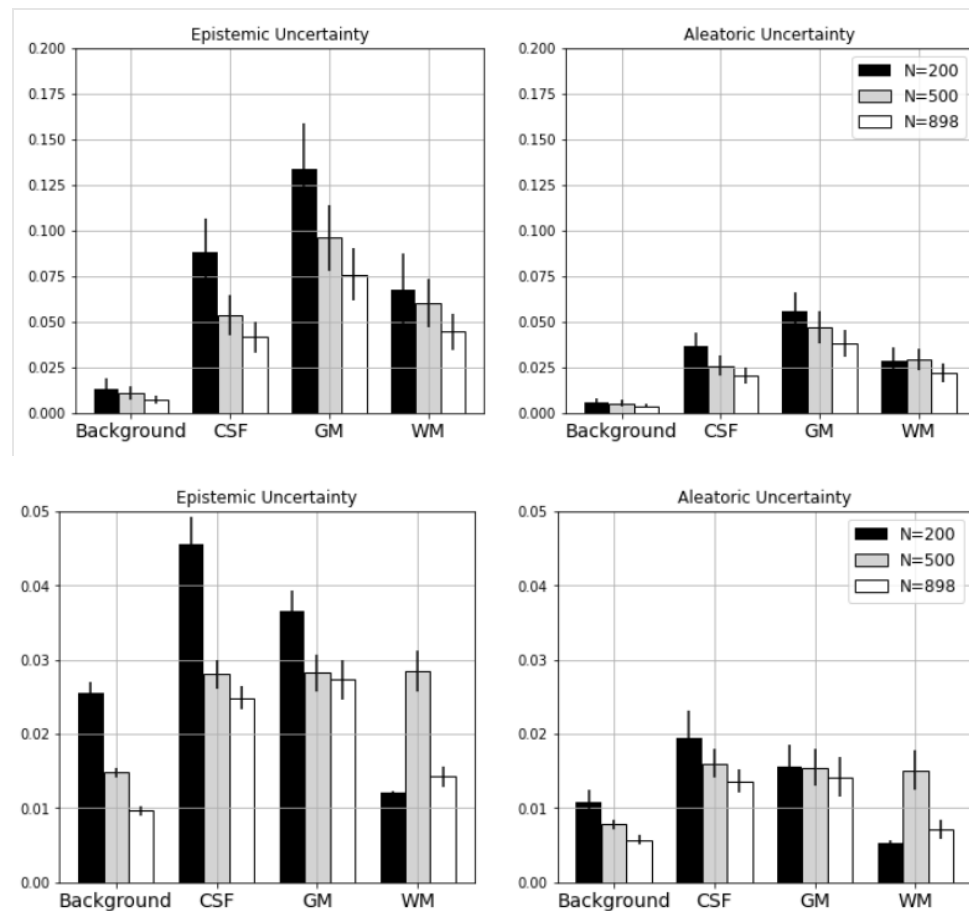 Epistemic Uncertainty
0.200
0.175
0.150
0.125
0.100
0.075
0.050
0.025
0.000
Background CSF GM WM
Aleatoric Uncertainty
N=200
N=500
N=898
0.200
0.175
0.150
0.125
0.100
0.075
0.050
0.025
0.000
Background CSF GM WM
Epistemic Uncertainty
0.05
0.04
0.03
0.02
0.01
0.00
Background CSF GM WM
Aleatoric Uncertainty
N=200
N=500
N=898
0.05
0.04
0.03
0.02
0.01
0.00
Background CSF GM WM